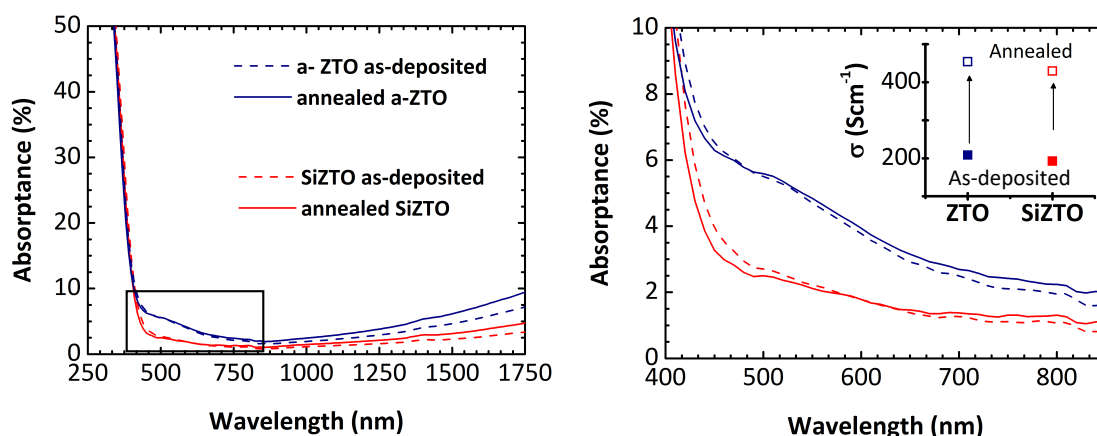 50
40
30
20
10
0
Absorptance (%)
a- ZTO as-deposited
annealed a-ZTO
SiZTO as-deposited
annealed SiZTO
250 500 750 1000 1250 1500 1750
Wavelength (nm)
10
8
6
4
2
0
Absorptance (%)
400 500 600 700 800
Wavelength (nm)
σ (Scm⁻¹)
400
200
Annealed
As-deposited
ZTO SiZTO